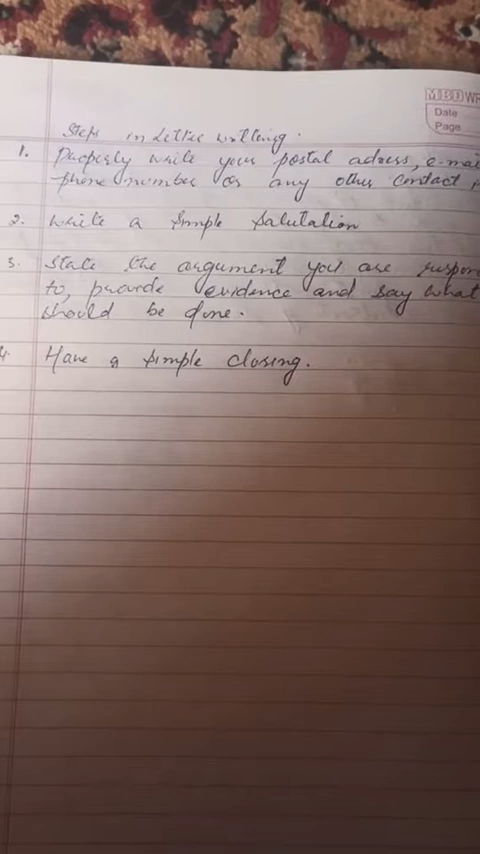 MBD WR
Date
Page
Steps in Letter writing.
1. Properly write your postal adress, e-mai
phone number or any other contact
2. Write a simple salutation
3. State the argument you are respon
to, provide evidence and say what
should be done.
4. Have a simple closing.